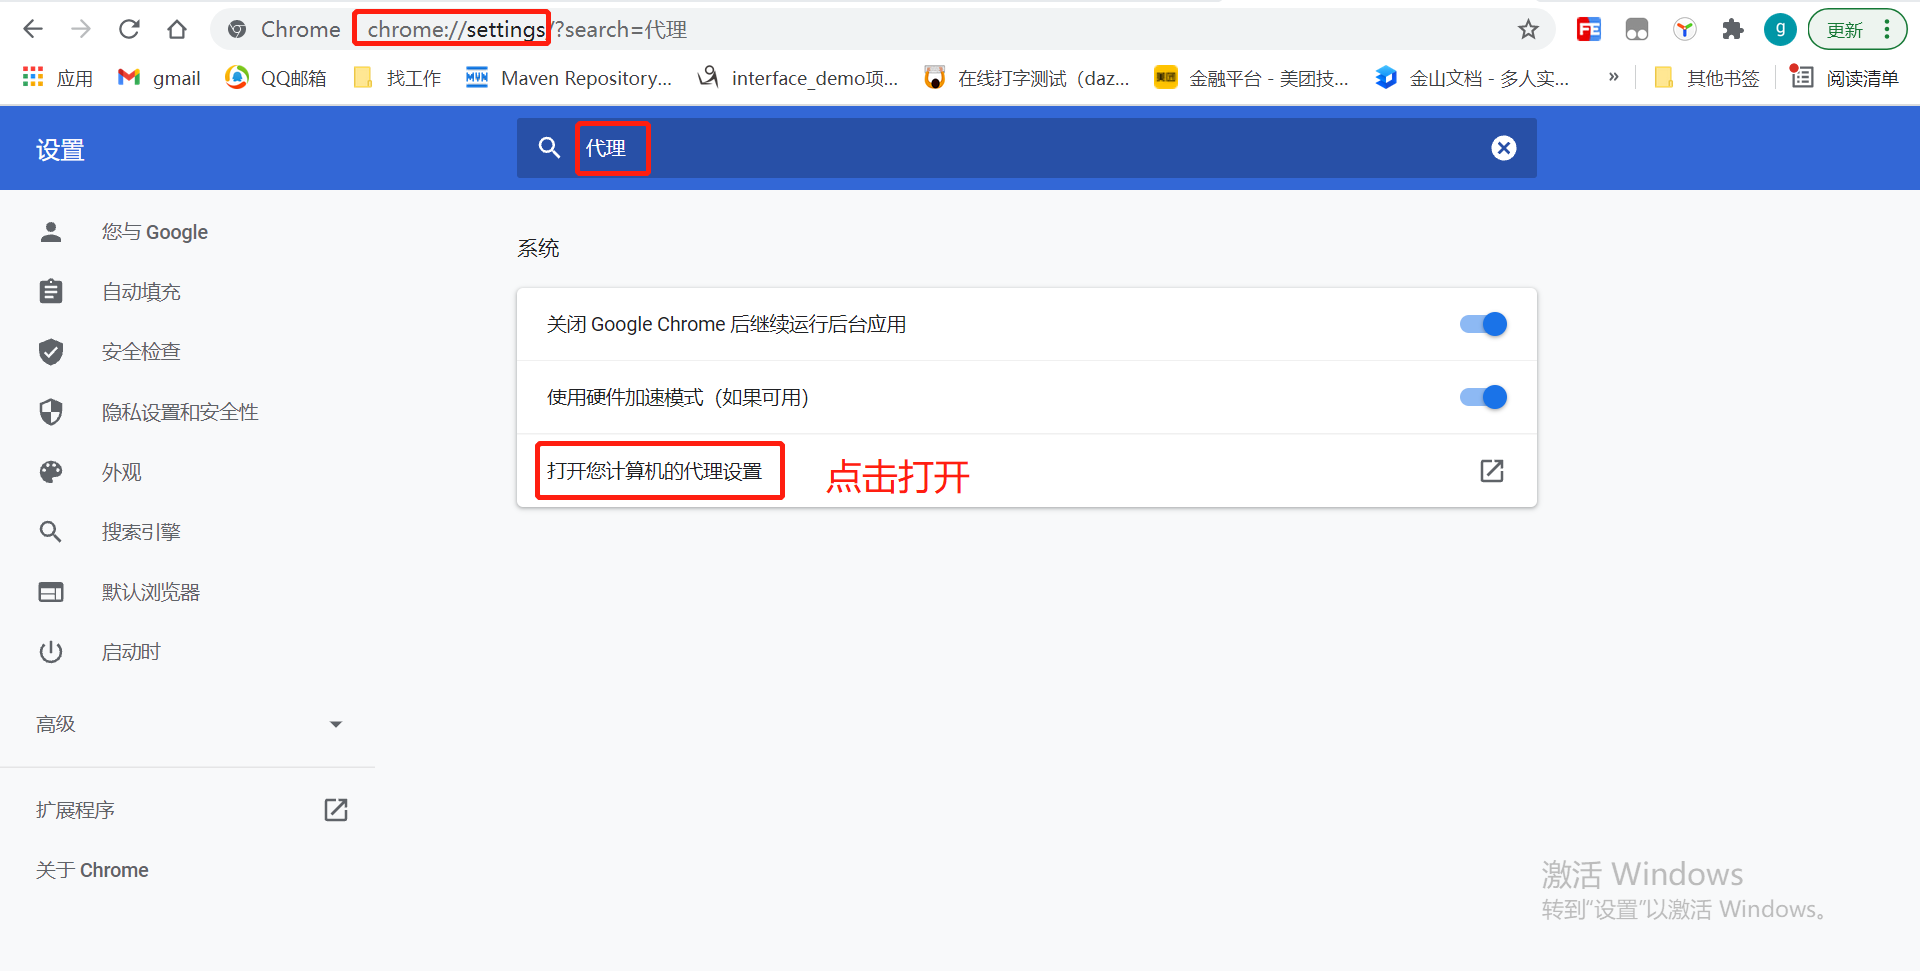 Chrome chrome://settings/?search=代理
FE
g
更新
应用 gmail QQ邮箱 找工作 MVN Maven Repository... interface_demo项... 在线打字测试（daz... 美团 金融平台 - 美团技... 金山文档 - 多人实... » 其他书签 阅读清单
设置
代理
您与 Google
自动填充
安全检查
隐私设置和安全性
外观
搜索引擎
默认浏览器
启动时
高级
扩展程序
关于 Chrome
系统
关闭 Google Chrome 后继续运行后台应用
使用硬件加速模式（如果可用）
打开您计算机的代理设置
点击打开
激活 Windows
转到“设置”以激活 Windows。